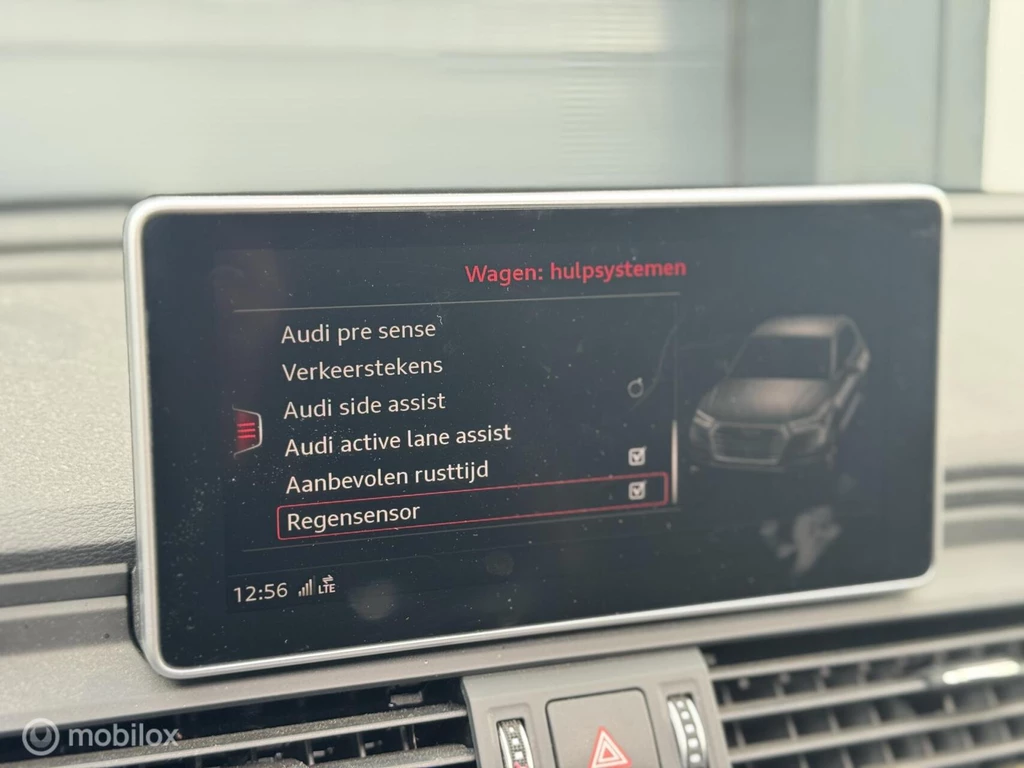 Wagen: hulpsystemen
Audi pre sense
Verkeerstekens
Audi side assist
Audi active lane assist
Aanbevolen rusttijd
Regensensor
12:56 LTE
mobilox